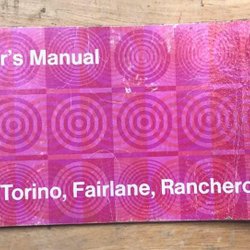 r's Manual
Torino, Fairlane, Ranchero